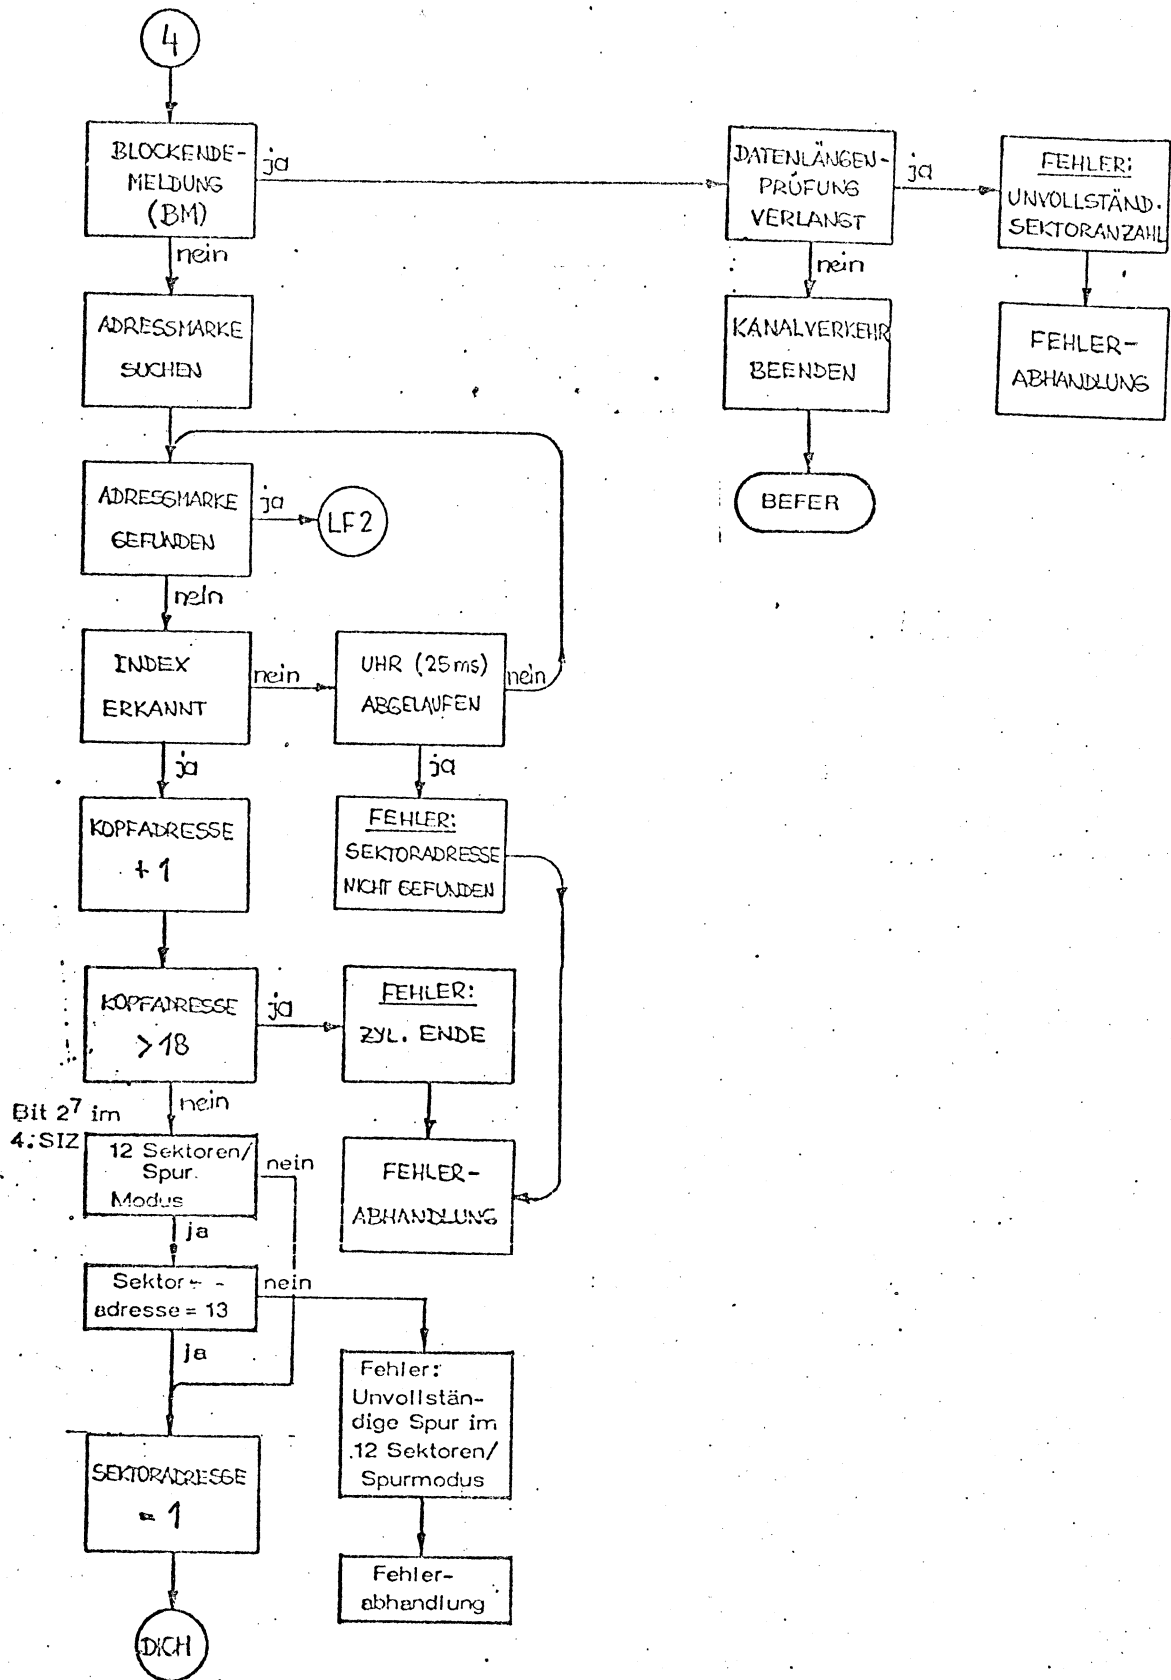 4
BLOCKENDE-
MELDUNG
(BM)
ja
DATENLÄNGEN-
PRÜFUNG
VERLANGT
ja
FEHLER:
UNVOLLSTÄND.
SEKTORANZAHL
nein
nein
ADRESSMARKE
SUCHEN
KANALVERKEHR
BEENDEN
FEHLER-
ABHANDLUNG
BEFER
ADRESSMARKE
GEFUNDEN
ja
LF2
nein
INDEX
ERKANNT
nein
UHR (25ms)
ABGELAUFEN
nein
ja
ja
KOPFADRESSE
+1
FEHLER:
SEKTORADRESSE
NICHT GEFUNDEN
KOPFADRESSE
>18
ja
FEHLER:
ZYL. ENDE
nein
Bit 2⁷ im
4.SIZ
12 Sektoren/
Spur.
Modus
nein
FEHLER-
ABHANDLUNG
ja
Sektor-
adresse = 13
nein
ja
Fehler:
Unvollstän-
dige Spur im
12 Sektoren/
Spurmodus
SEKTORADRESSE
= 1
Fehler-
abhandlung
DICH